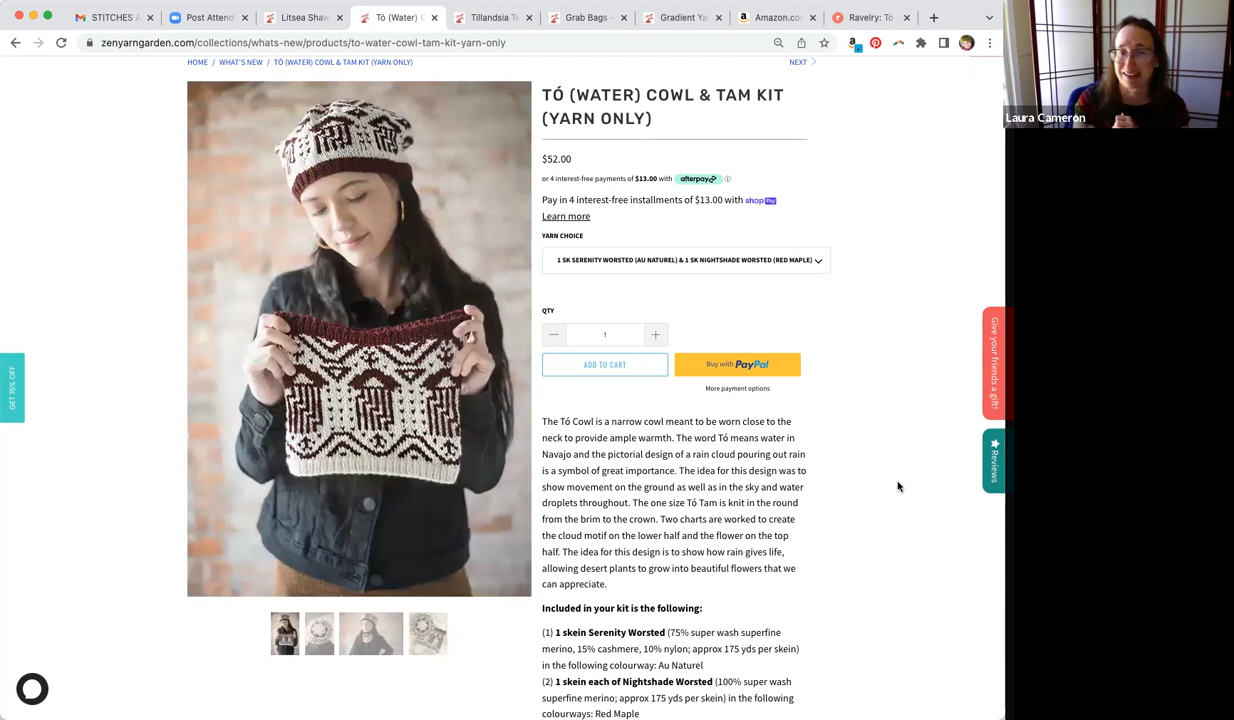 STITCHES A
Post Attend
Litsea Shaw
Tó (Water) C
Tillandsia Te
Grab Bags –
Gradient Ya
Amazon.co
Ravelry: Tó
zenyarngarden.com/collections/whats-new/products/to-water-cowl-tam-kit-yarn-only
Laura Cameron
HOME / WHAT'S NEW / TÓ (WATER) COWL & TAM KIT (YARN ONLY)
NEXT
TÓ (WATER) COWL & TAM KIT
(YARN ONLY)
$52.00
or 4 interest-free payments of $13.00 with afterpay
Pay in 4 interest-free installments of $13.00 with shop Pay
Learn more
YARN CHOICE
1 SK SERENITY WORSTED (AU NATUREL) & 1 SK NIGHTSHADE WORSTED (RED MAPLE)
QTY
1
ADD TO CART
Buy with PayPal
More payment options
The Tó Cowl is a narrow cowl meant to be worn close to the
neck to provide ample warmth. The word Tó means water in
Navajo and the pictorial design of a rain cloud pouring out rain
is a symbol of great importance. The idea for this design was to
show movement on the ground as well as in the sky and water
droplets throughout. The one size Tó Tam is knit in the round
from the brim to the crown. Two charts are worked to create
the cloud motif on the lower half and the flower on the top
half. The idea for this design is to show how rain gives life,
allowing desert plants to grow into beautiful flowers that we
can appreciate.
Included in your kit is the following:
(1) 1 skein Serenity Worsted (75% super wash superfine
merino, 15% cashmere, 10% nylon; approx 175 yds per skein)
in the following colourway: Au Naturel
(2) 1 skein each of Nightshade Worsted (100% super wash
superfine merino; approx 175 yds per skein) in the following
colourways: Red Maple
GET 15% OFF
Give your friends a gift!
Reviews